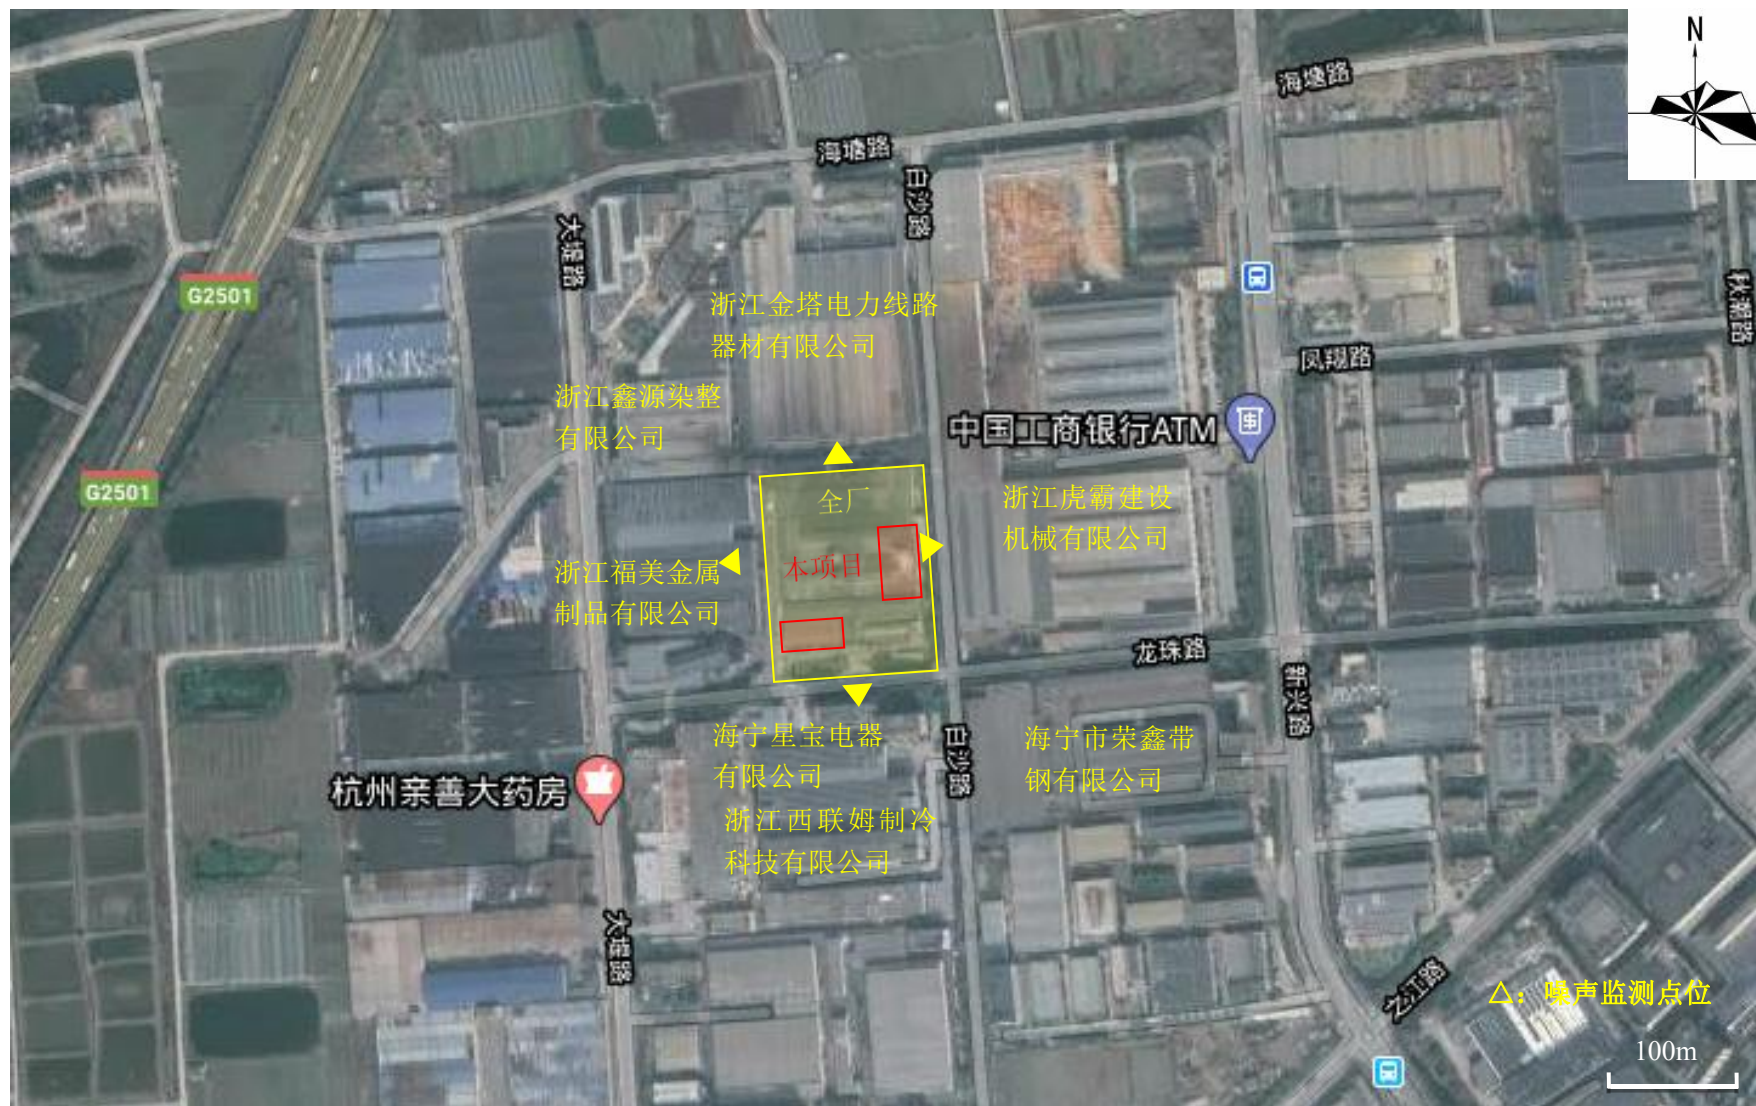 N
海塘路
海塘路
白沙路
大堤路
G2501
浙江金塔电力线路
器材有限公司
秋潮路
凤翔路
浙江鑫源染整
有限公司
中国工商银行ATM
G2501
全厂
浙江虎霸建设
机械有限公司
本项目
浙江福美金属
制品有限公司
龙珠路
新兴路
海宁星宝电器
有限公司
白沙路
海宁市荣鑫带
钢有限公司
杭州亲善大药房
浙江西联姆制冷
科技有限公司
大堤路
之江路
△：噪声监测点位
100m